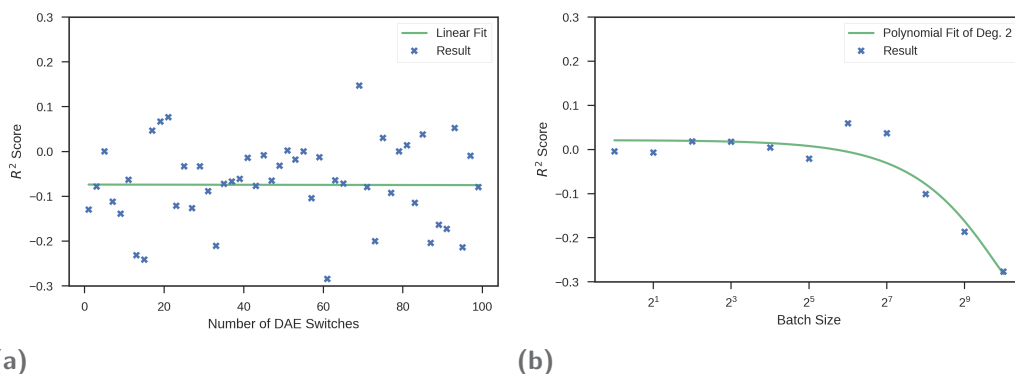 0.3
0.2
0.1
0.0
−0.1
−0.2
−0.3
R² Score
0 20 40 60 80 100
Number of DAE Switches
Linear Fit
Result
0.3
0.2
0.1
0.0
−0.1
−0.2
−0.3
R² Score
2¹ 2³ 2⁵ 2⁷ 2⁹
Batch Size
Polynomial Fit of Deg. 2
Result
a)
(b)